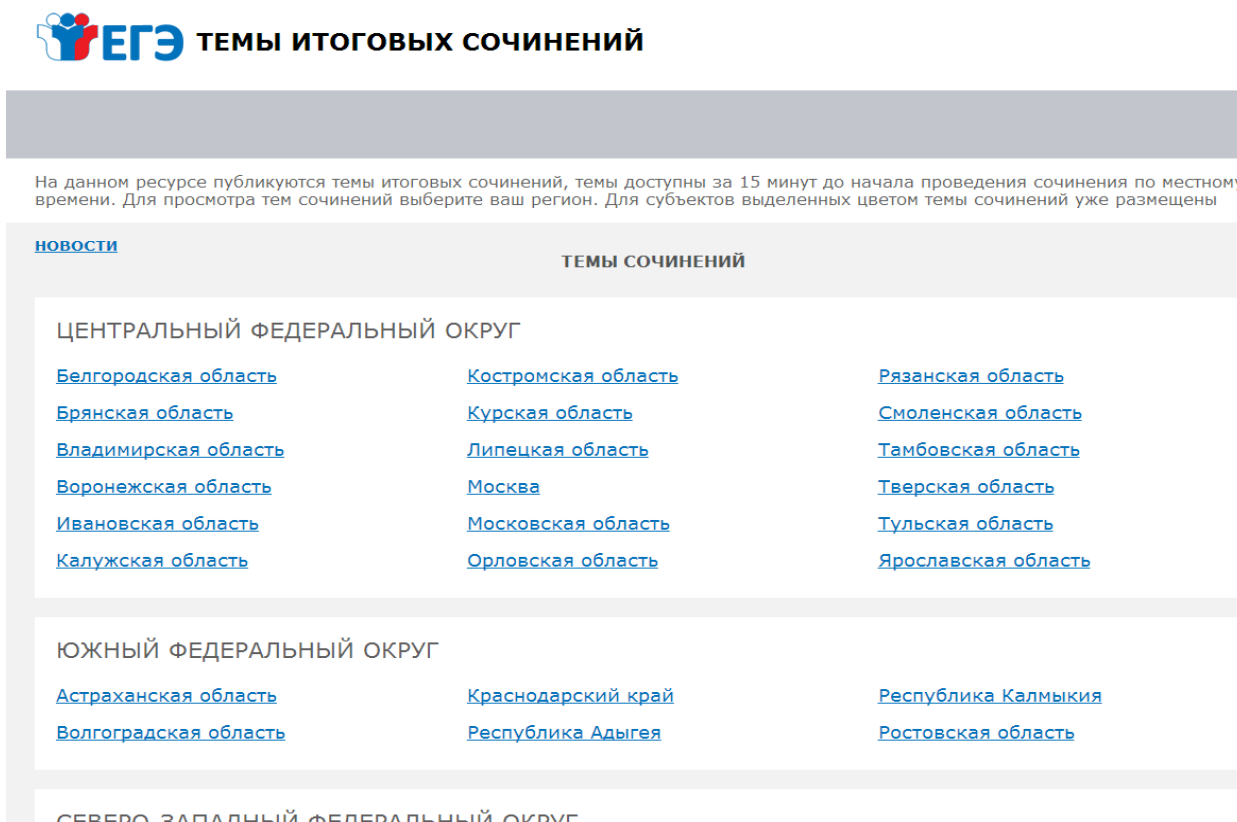 ЕГЭ ТЕМЫ ИТОГОВЫХ СОЧИНЕНИЙ
На данном ресурсе публикуются темы итоговых сочинений, темы доступны за 15 минут до начала проведения сочинения по местному
времени. Для просмотра тем сочинений выберите ваш регион. Для субъектов выделенных цветом темы сочинений уже размещены
НОВОСТИ
ТЕМЫ СОЧИНЕНИЙ
ЦЕНТРАЛЬНЫЙ ФЕДЕРАЛЬНЫЙ ОКРУГ
Белгородская область Костромская область Рязанская область
Брянская область Курская область Смоленская область
Владимирская область Липецкая область Тамбовская область
Воронежская область Москва Тверская область
Ивановская область Московская область Тульская область
Калужская область Орловская область Ярославская область
ЮЖНЫЙ ФЕДЕРАЛЬНЫЙ ОКРУГ
Астраханская область Краснодарский край Республика Калмыкия
Волгоградская область Республика Адыгея Ростовская область
СЕВЕРО-ЗАПАДНЫЙ ФЕДЕРАЛЬНЫЙ ОКРУГ